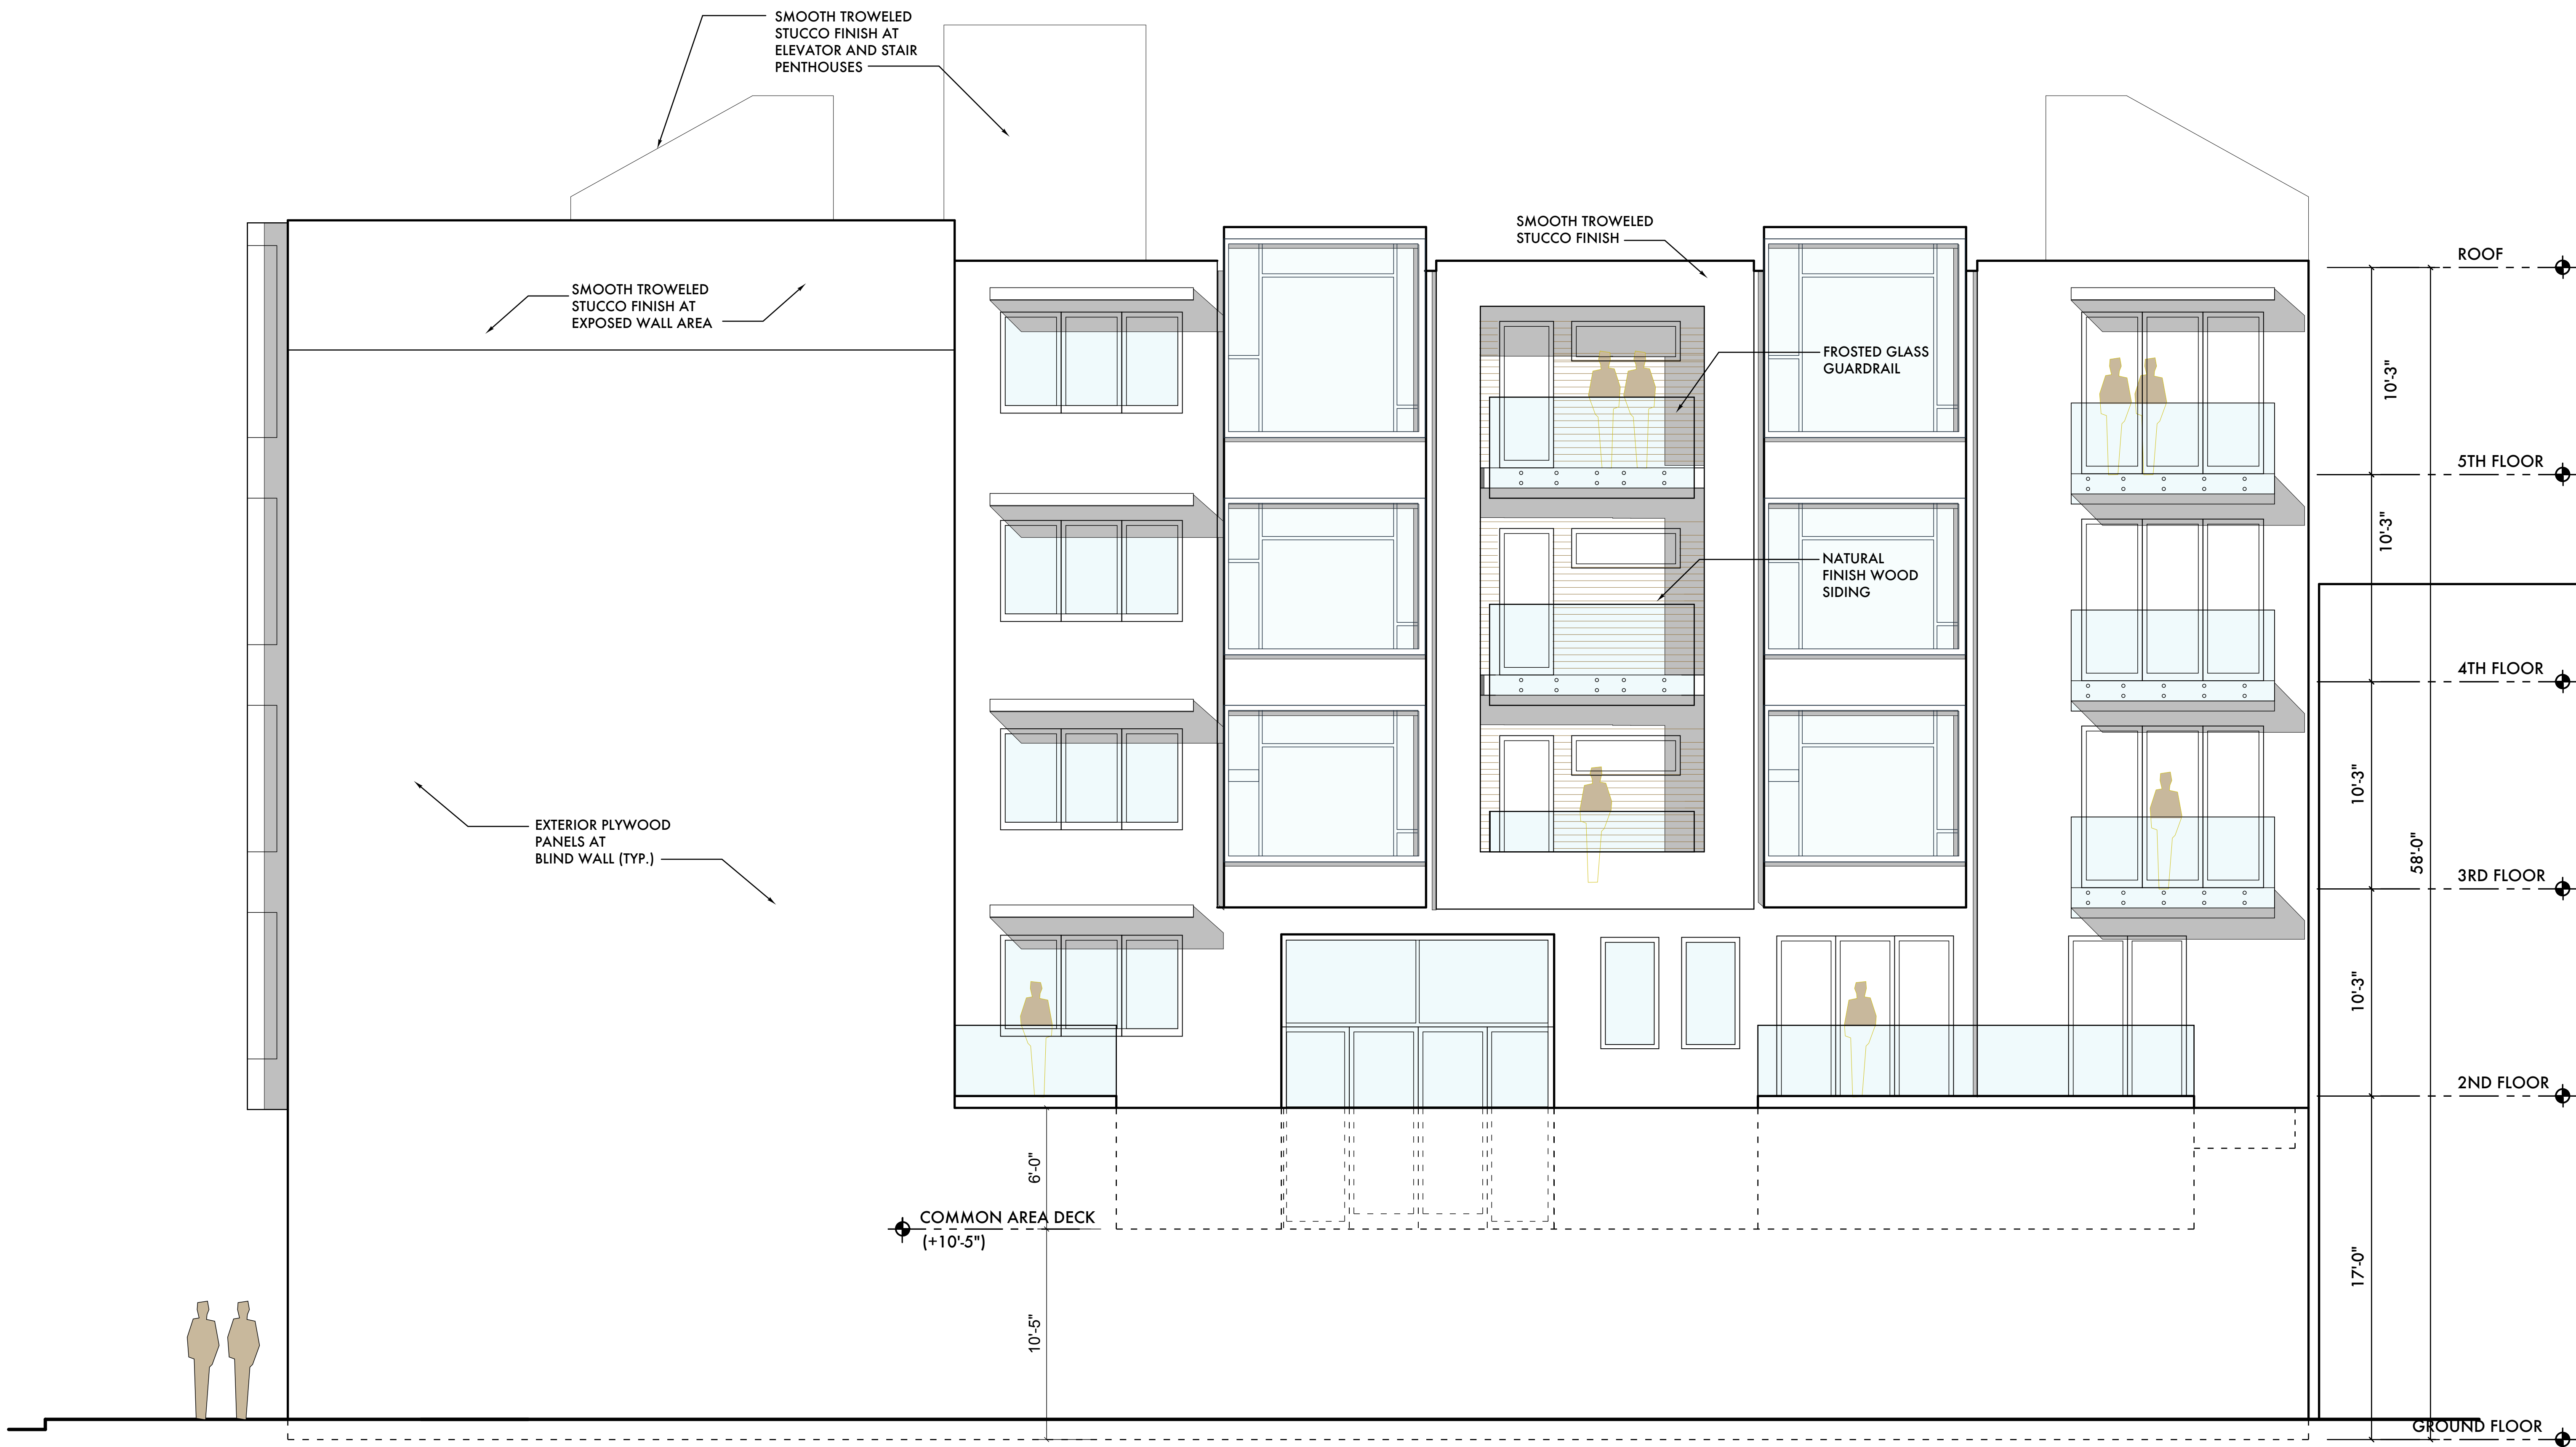 SMOOTH TROWELED
STUCCO FINISH AT
ELEVATOR AND STAIR
PENTHOUSES
SMOOTH TROWELED
STUCCO FINISH
ROOF
SMOOTH TROWELED
STUCCO FINISH AT
EXPOSED WALL AREA
FROSTED GLASS
GUARDRAIL
10'-3"
5TH FLOOR
10'-3"
NATURAL
FINISH WOOD
SIDING
4TH FLOOR
10'-3"
EXTERIOR PLYWOOD
PANELS AT
BLIND WALL (TYP.)
58'-0"
3RD FLOOR
10'-3"
2ND FLOOR
6'-0"
COMMON AREA DECK
(+10'-5")
17'-0"
10'-5"
GROUND FLOOR